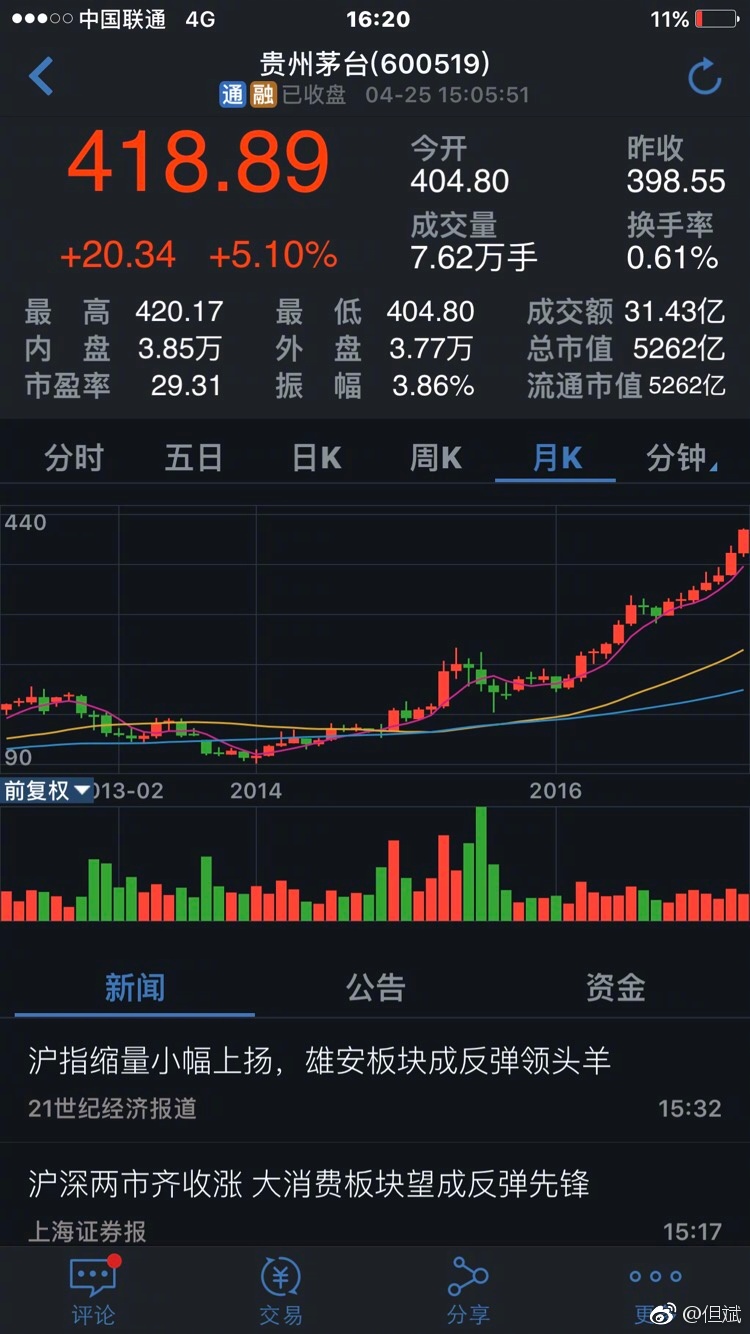 中国联通 4G 16:20 11%
贵州茅台(600519)
通 融 已收盘 04-25 15:05:51
418.89
+20.34 +5.10%
今开 昨收
404.80 398.55
成交量 换手率
7.62万手 0.61%
最高 420.17 最低 404.80 成交额 31.43亿
内盘 3.85万 外盘 3.77万 总市值 5262亿
市盈率 29.31 振幅 3.86% 流通市值 5262亿
分时 五日 日K 周K 月K 分钟
440
90
前复权 013-02 2014 2016
新闻 公告 资金
沪指缩量小幅上扬，雄安板块成反弹领头羊
21世纪经济报道 15:32
沪深两市齐收涨 大消费板块望成反弹先锋
上海证券报 15:17
评论 交易 分享 更
@但斌